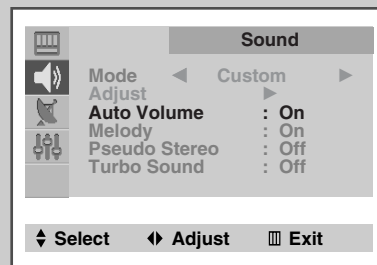 Sound
Mode ◀ Custom ▶
Adjust ▶
Auto Volume : On
Melody : On
Pseudo Stereo : Off
Turbo Sound : Off
Select Adjust Exit